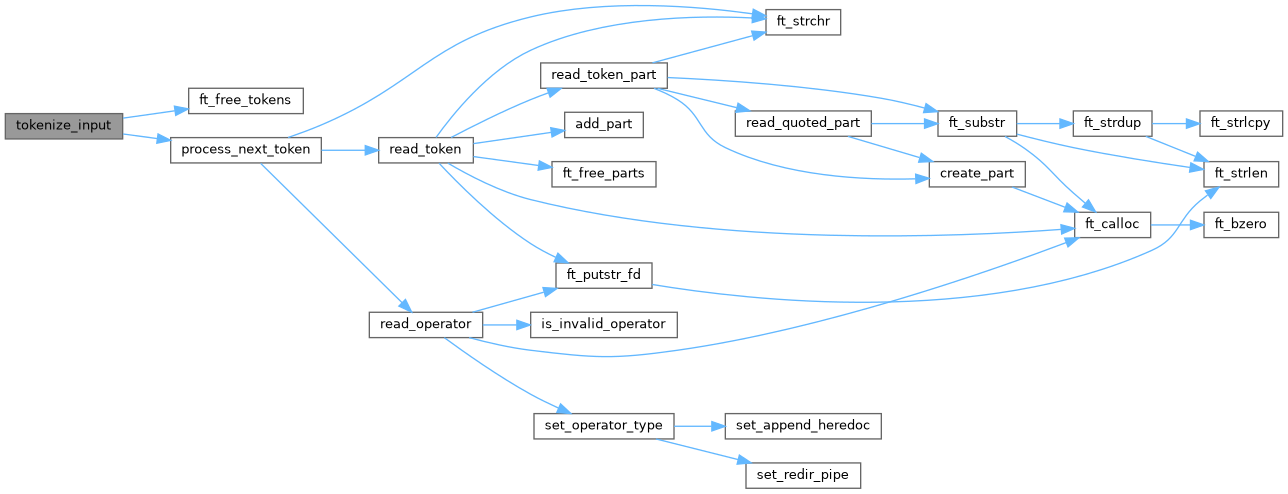 tokenize_input
ft_free_tokens
process_next_token
ft_strchr
read_token
read_token_part
add_part
ft_free_parts
ft_putstr_fd
read_quoted_part
ft_substr
create_part
ft_strdup
ft_strlcpy
ft_strlen
ft_calloc
ft_bzero
read_operator
is_invalid_operator
set_operator_type
set_append_heredoc
set_redir_pipe